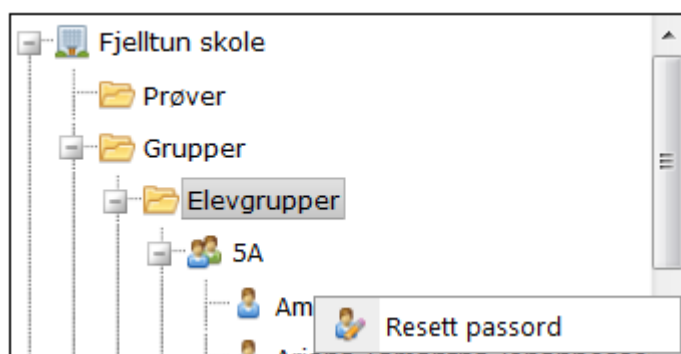 Fjelltun skole
Prøver
Grupper
Elevgrupper
5A
Am
Resett passord